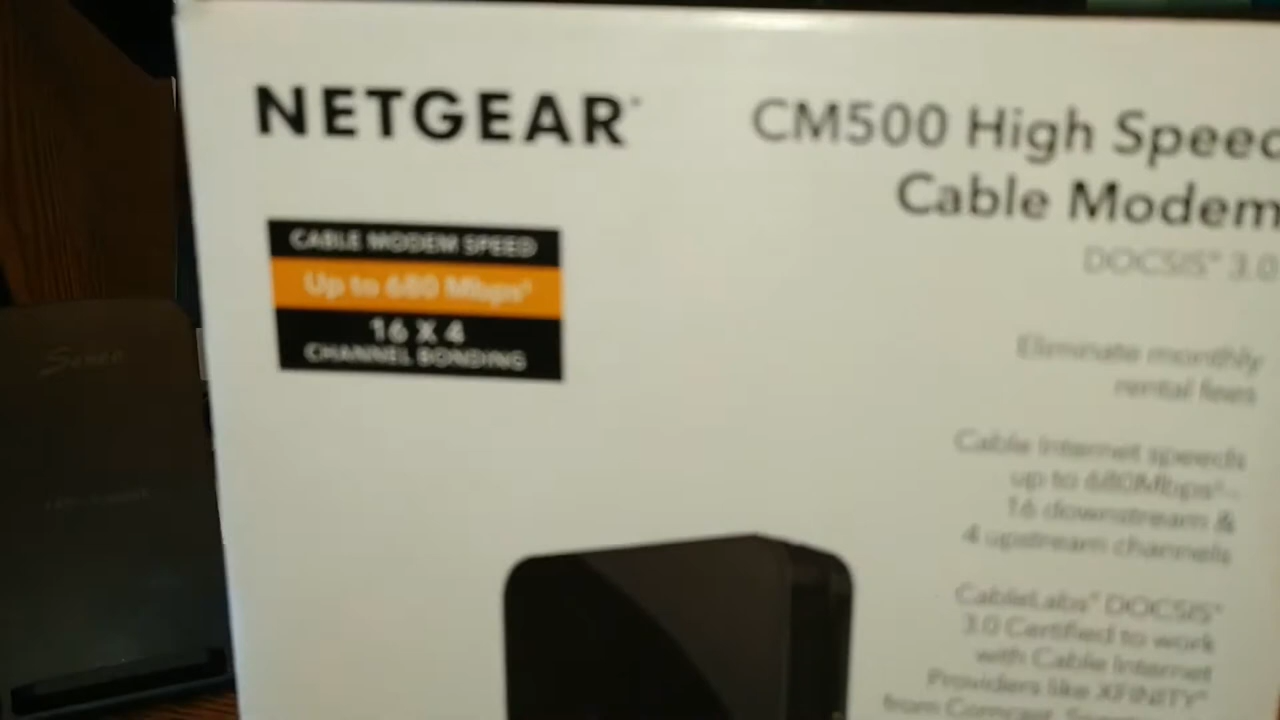 NETGEAR
CM500 High Speed
Cable Modem
DOCSIS® 3.0
CABLE MODEM SPEED
Up to 680 Mbps†
16 X 4
CHANNEL BONDING
Eliminate monthly
rental fees
Cable Internet speeds
up to 680Mbps†—
16 downstream &
4 upstream channels
CableLabs® DOCSIS®
3.0 Certified to work
with Cable Internet
Providers like XFINITY®
from Comcast,